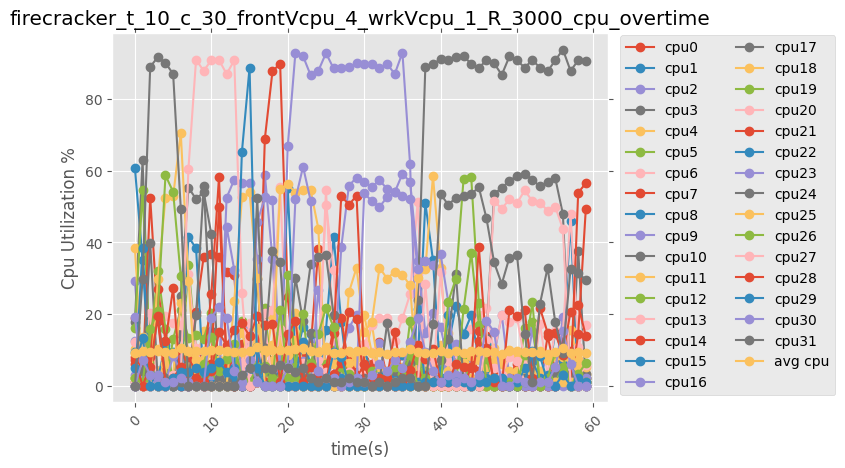 firecracker_t_10_c_30_frontVcpu_4_wrkVcpu_1_R_3000_cpu_overtime
Cpu Utilization %
80
60
40
20
0
0
10
20
30
40
50
60
time(s)
cpu0
cpu1
cpu2
cpu3
cpu4
cpu5
cpu6
cpu7
cpu8
cpu9
cpu10
cpu11
cpu12
cpu13
cpu14
cpu15
cpu16
cpu17
cpu18
cpu19
cpu20
cpu21
cpu22
cpu23
cpu24
cpu25
cpu26
cpu27
cpu28
cpu29
cpu30
cpu31
avg cpu